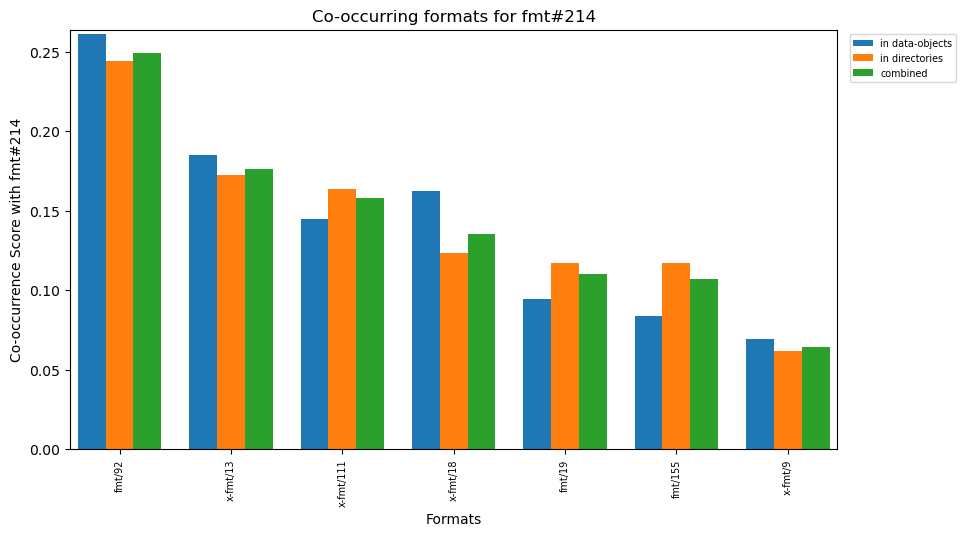 Co-occurring formats for fmt#214
in data-objects
in directories
combined
Co-occurrence Score with fmt#214
0.25
0.20
0.15
0.10
0.05
0.00
fmt/92
x-fmt/13
x-fmt/111
x-fmt/18
fmt/19
fmt/155
x-fmt/9
Formats